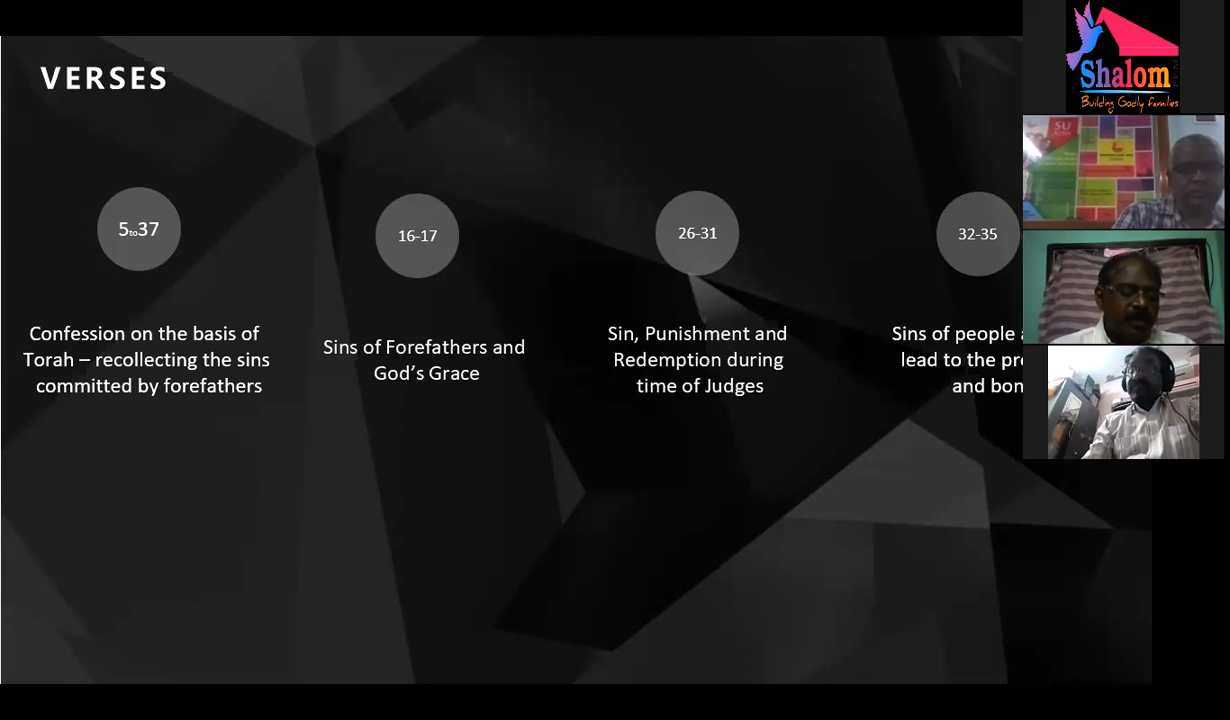 VERSES
5to37
16-17
26-31
32-35
Confession on the basis of
Torah – recollecting the sins
committed by forefathers
Sins of Forefathers and
God's Grace
Sin, Punishment and
Redemption during
time of Judges
Sins of people
lead to the
and
Shalom
Building Godly families
SU